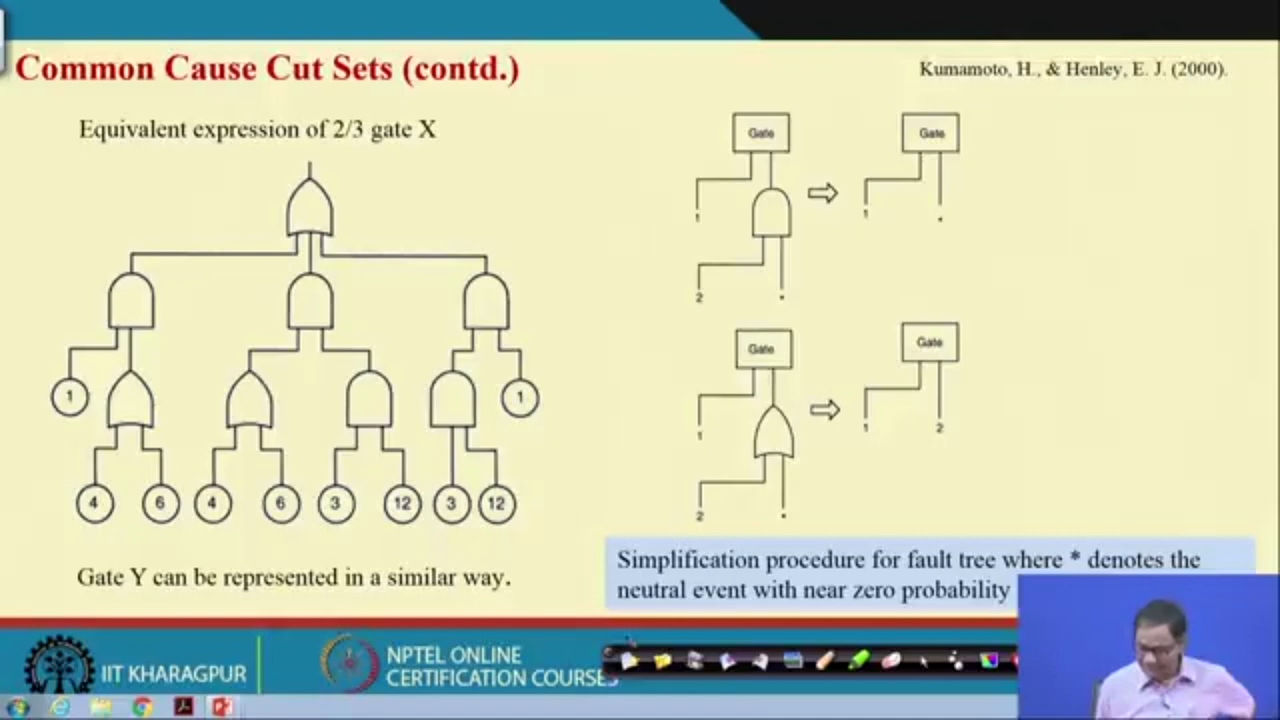 Common Cause Cut Sets (contd.)
Kumamoto, H., & Henley, E. J. (2000).
Equivalent expression of 2/3 gate X
1
1
4
6
4
6
3
12
3
12
Gate Y can be represented in a similar way.
Gate
1
2
*
Gate
1
*
Gate
1
2
*
Gate
1
2
Simplification procedure for fault tree where * denotes the
neutral event with near zero probability
IIT KHARAGPUR
NPTEL ONLINE
CERTIFICATION COURSES